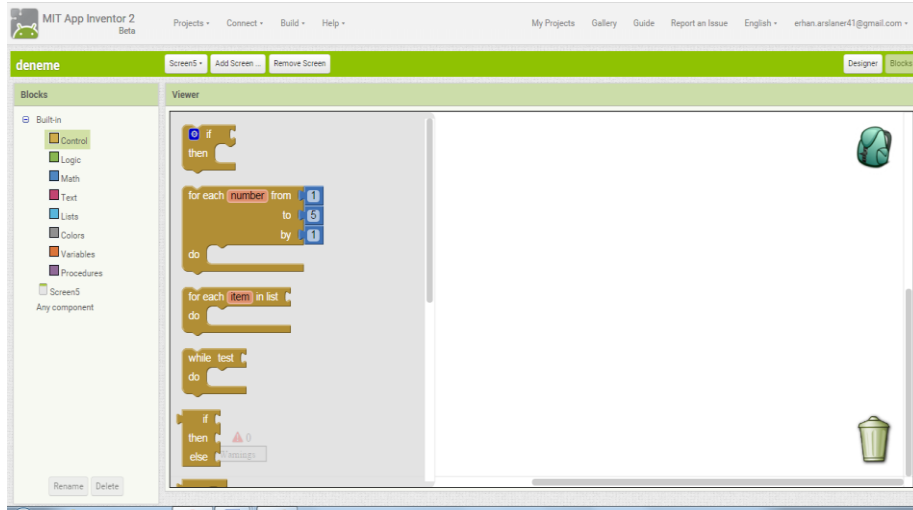 MIT App Inventor 2
Beta
Projects Connect Build Help
My Projects Gallery Guide Report an Issue English erhan.arslaner41@gmail.com
deneme
Screen5 Add Screen ... Remove Screen
Designer Blocks
Blocks
Viewer
Built-in
Control
Logic
Math
Text
Lists
Colors
Variables
Procedures
Screen5
Any component
Rename Delete
if
then
for each number from 1
to 5
by 1
do
for each item in list
do
while test
do
if
then
else
0
Warnings